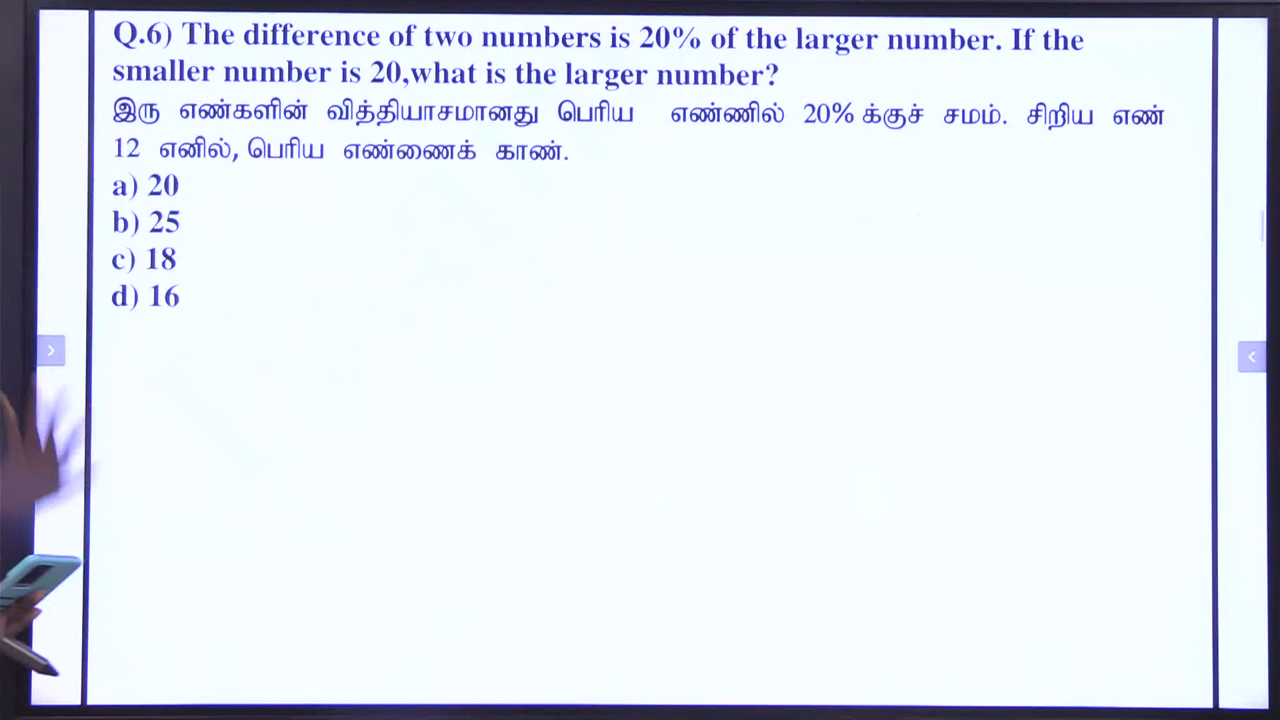 Q.6) The difference of two numbers is 20% of the larger number. If the
smaller number is 20,what is the larger number?
இரு எண்களின் வித்தியாசமானது பெரிய எண்ணில் 20% க்குச் சமம். சிறிய எண்
12 எனில், பெரிய எண்ணைக் காண்.
a) 20
b) 25
c) 18
d) 16